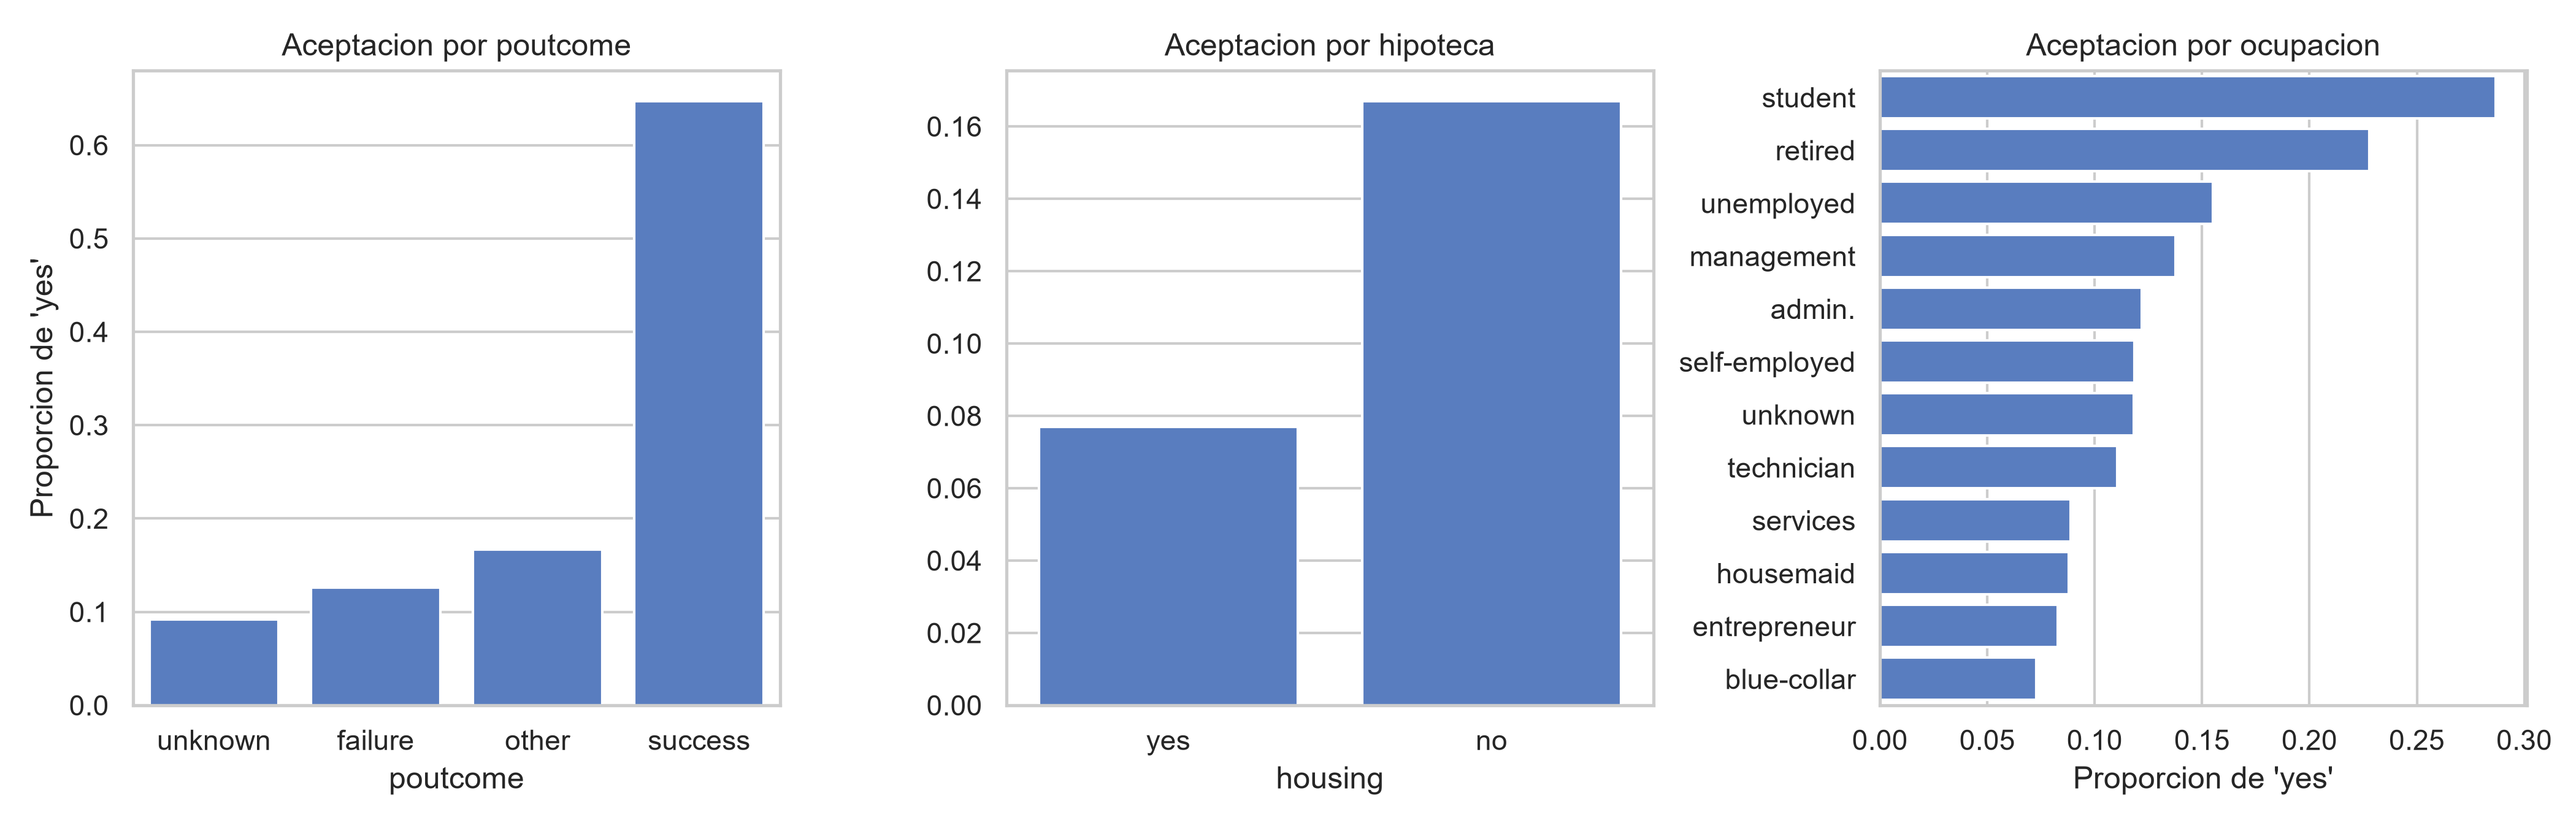 Aceptacion por poutcome
Proporcion de 'yes'
0.6
0.5
0.4
0.3
0.2
0.1
0.0
unknown failure other success
poutcome
Aceptacion por hipoteca
0.16
0.14
0.12
0.10
0.08
0.06
0.04
0.02
0.00
yes no
housing
Aceptacion por ocupacion
student
retired
unemployed
management
admin.
self-employed
unknown
technician
services
housemaid
entrepreneur
blue-collar
0.00 0.05 0.10 0.15 0.20 0.25 0.30
Proporcion de 'yes'